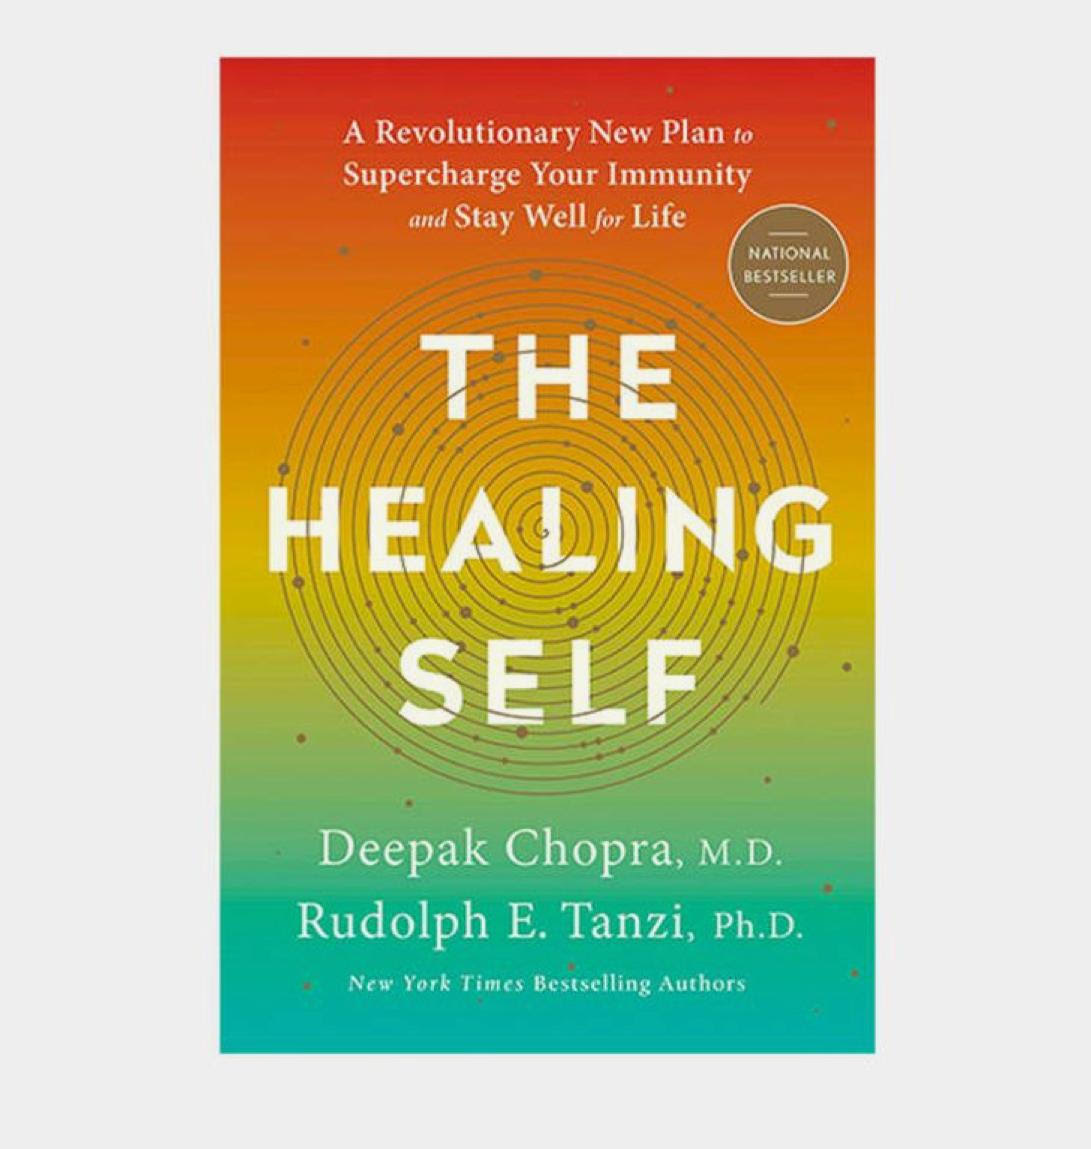 A Revolutionary New Plan to
Supercharge Your Immunity
and Stay Well for Life
NATIONAL
BESTSELLER
THE
HEALING
SELF
Deepak Chopra, M.D.
Rudolph E. Tanzi, Ph.D.
New York Times Bestselling Authors